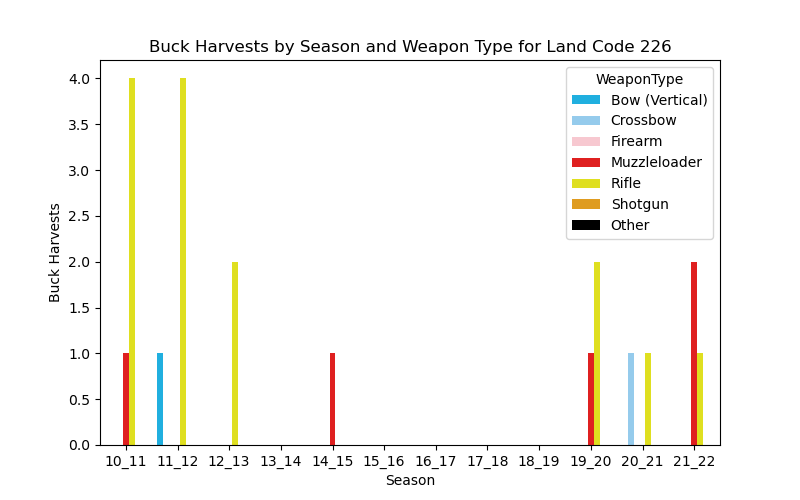 Buck Harvests by Season and Weapon Type for Land Code 226
WeaponType
Bow (Vertical)
Crossbow
Firearm
Muzzleloader
Rifle
Shotgun
Other
Buck Harvests
4.0
3.5
3.0
2.5
2.0
1.5
1.0
0.5
0.0
10_11 11_12 12_13 13_14 14_15 15_16 16_17 17_18 18_19 19_20 20_21 21_22
Season